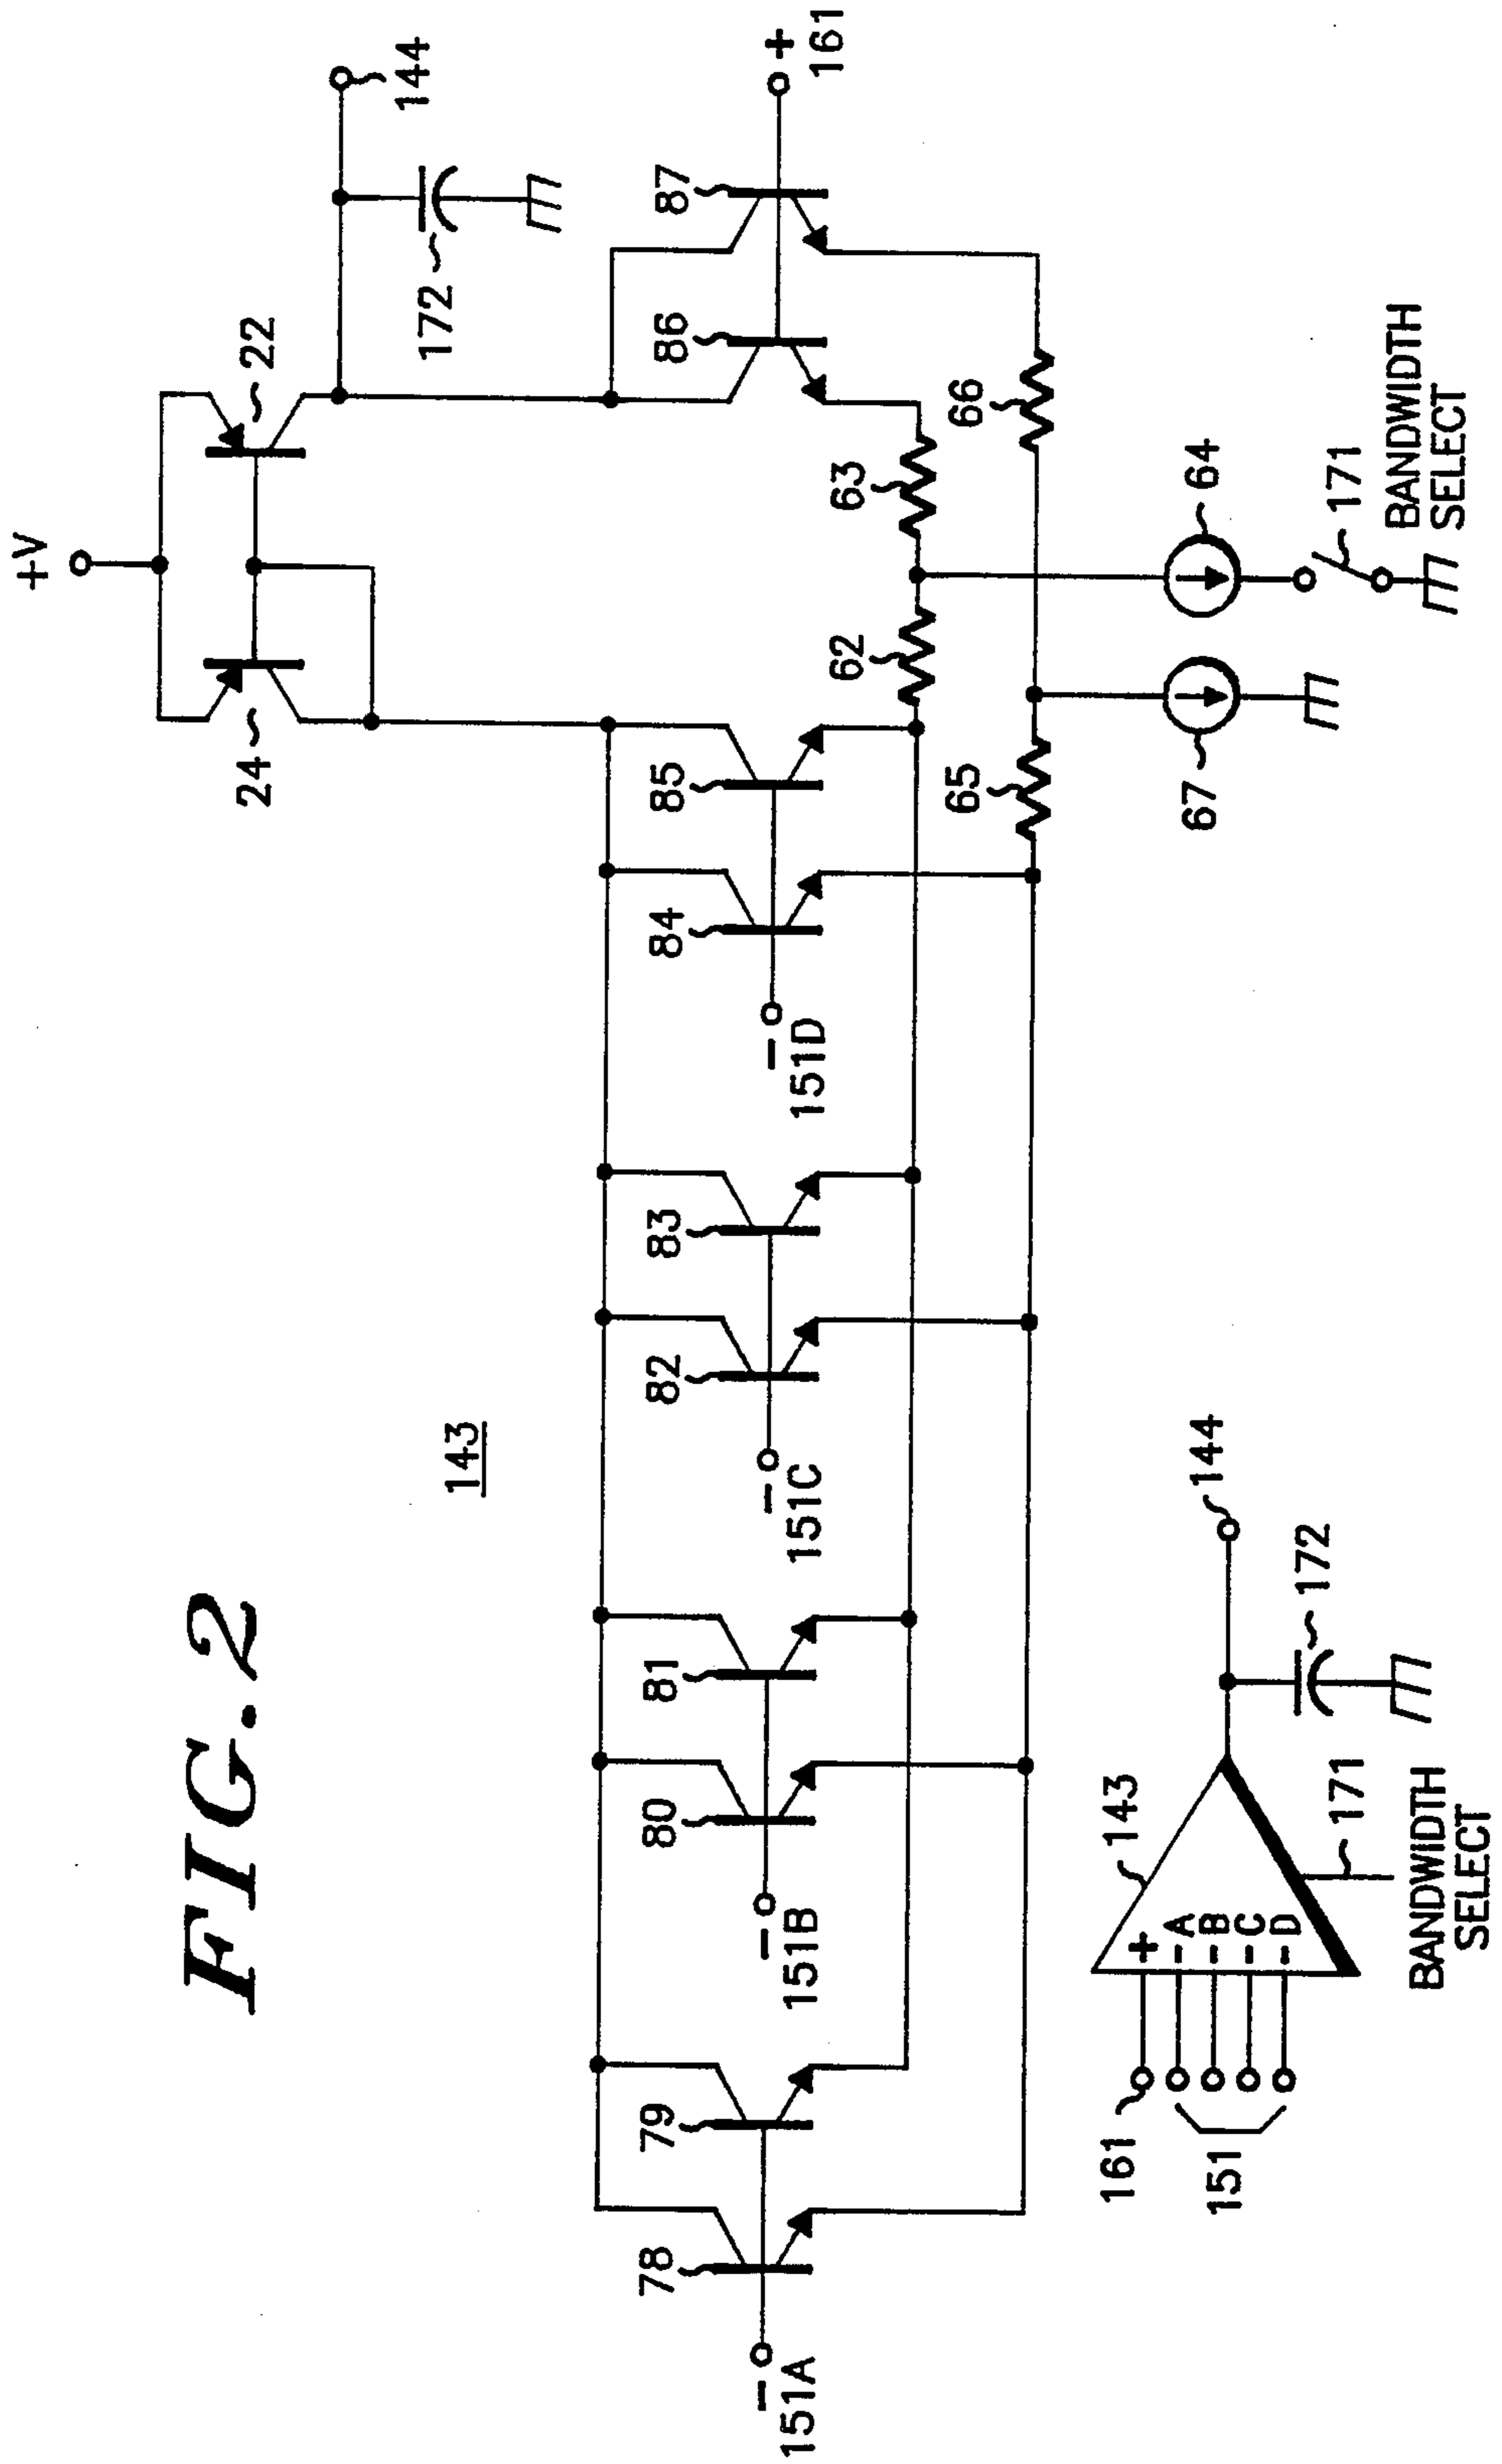 FIG.2
143
+V
24
22
144
172
78
79
80
81
82
83
84
85
86
87
− 151A
− 151B
− 151C
− 151D
+ 161
62
63
65
66
67
64
171
BANDWIDTH
SELECT
161
151
+
-A
-B
-C
-D
143
144
172
171
BANDWIDTH
SELECT